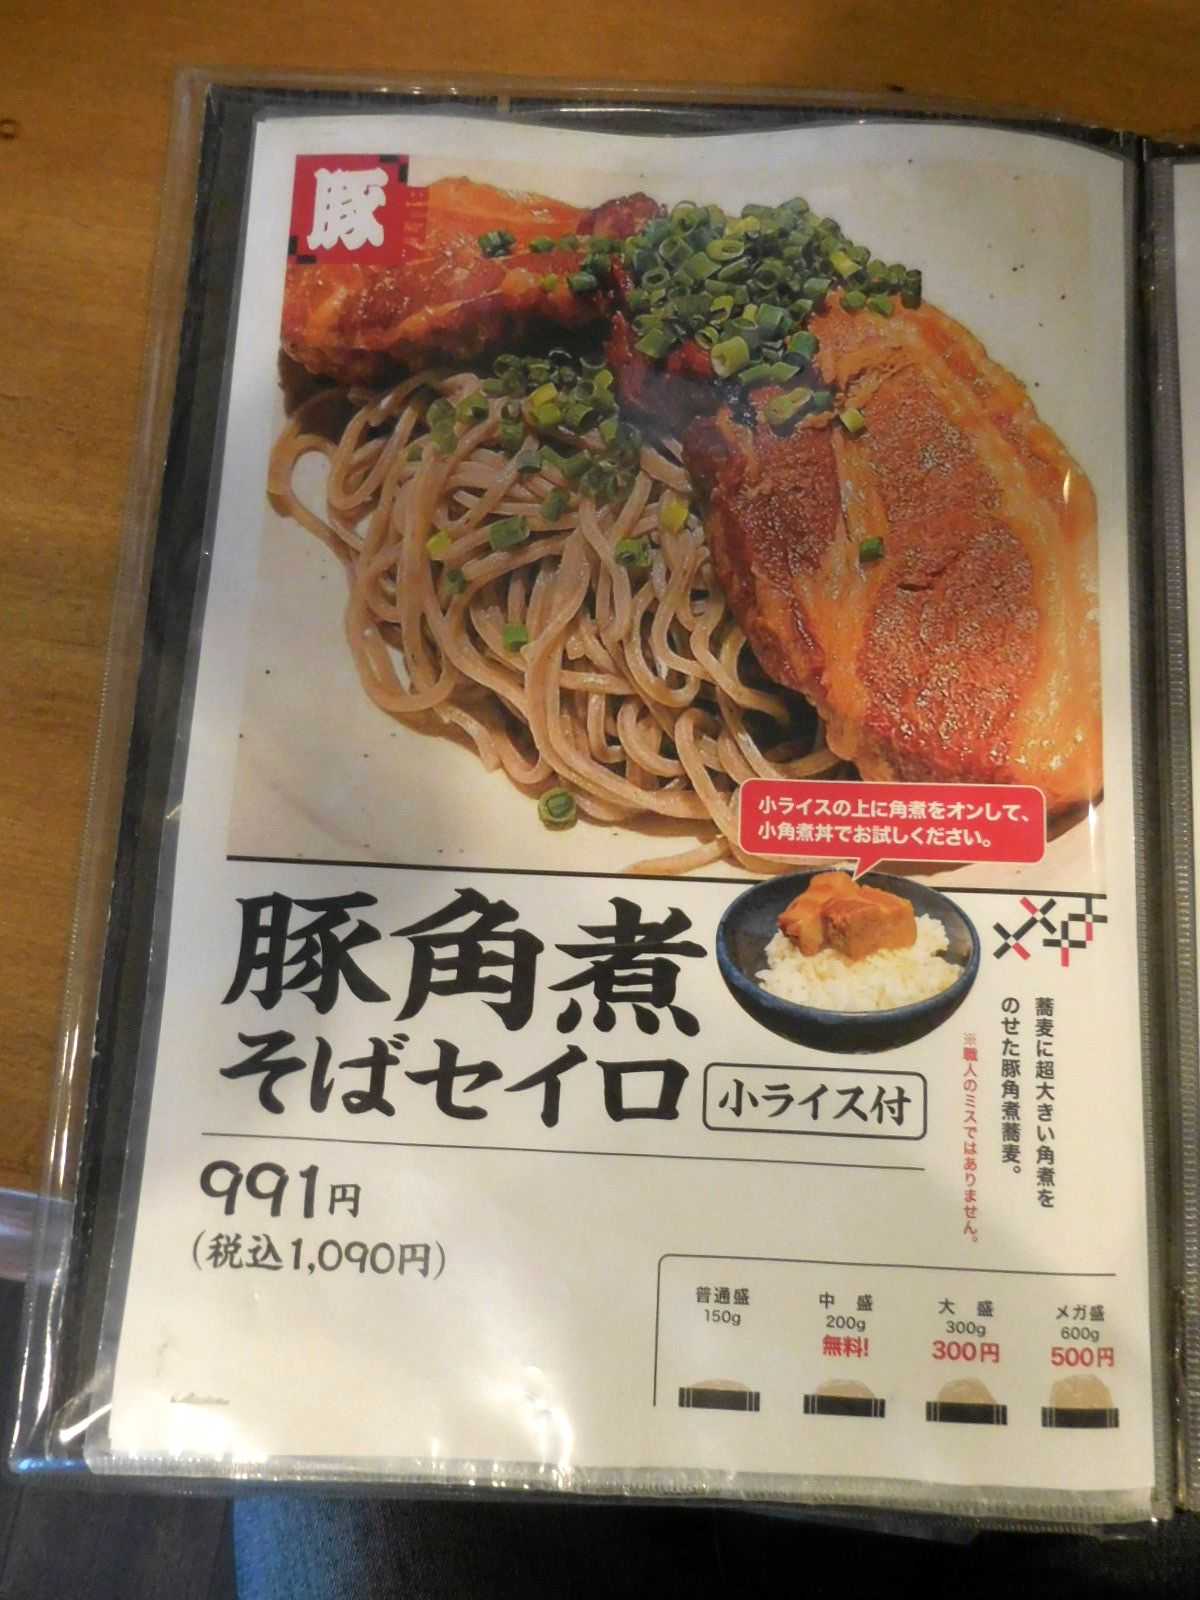 豚
小ライスの上に角煮をオンして、
小角煮丼でお試しください。
豚角煮
そばセイロ
小ライス付
蕎麦に超大きい角煮を
のせた豚角煮蕎麦。
※職人のミスではありません。
991円
(税込1,090円)
普通盛
150g
中 盛
200g
無料!
大 盛
300g
300円
メガ盛
600g
500円